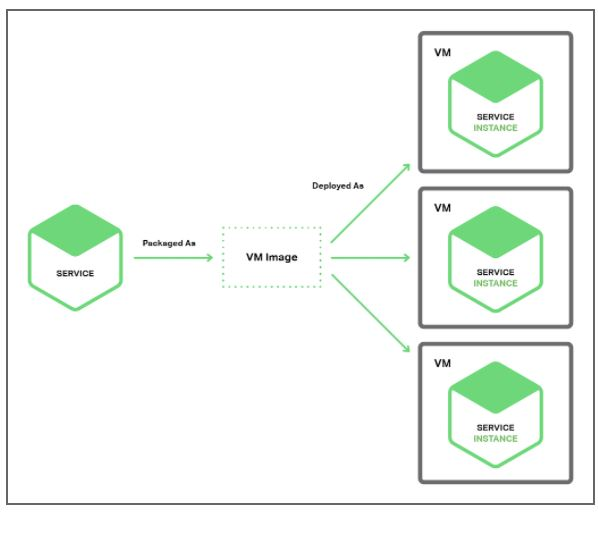 SERVICE
Packaged As
VM Image
Deployed As
VM
SERVICE
INSTANCE
VM
SERVICE
INSTANCE
VM
SERVICE
INSTANCE